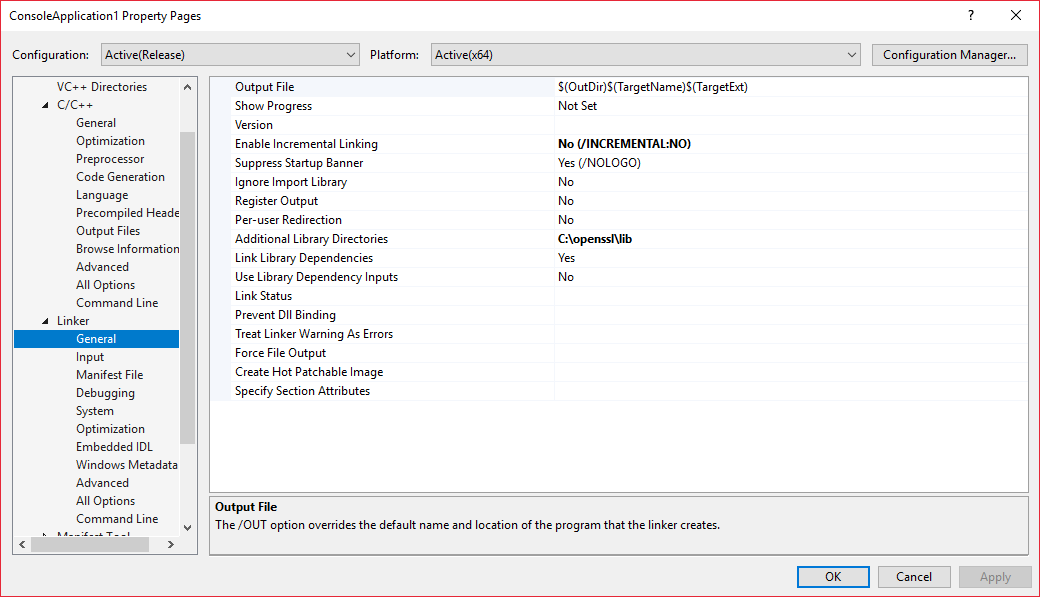 ConsoleApplication1 Property Pages
?
Configuration: Active(Release) Platform: Active(x64) Configuration Manager...
VC++ Directories
C/C++
General
Optimization
Preprocessor
Code Generation
Language
Precompiled Heade
Output Files
Browse Information
Advanced
All Options
Command Line
Linker
General
Input
Manifest File
Debugging
System
Optimization
Embedded IDL
Windows Metadata
Advanced
All Options
Command Line
Manifest Tool
Output File $(OutDir)$(TargetName)$(TargetExt)
Show Progress Not Set
Version
Enable Incremental Linking No (/INCREMENTAL:NO)
Suppress Startup Banner Yes (/NOLOGO)
Ignore Import Library No
Register Output No
Per-user Redirection No
Additional Library Directories C:\openssl\lib
Link Library Dependencies Yes
Use Library Dependency Inputs No
Link Status
Prevent Dll Binding
Treat Linker Warning As Errors
Force File Output
Create Hot Patchable Image
Specify Section Attributes
Output File
The /OUT option overrides the default name and location of the program that the linker creates.
OK Cancel Apply